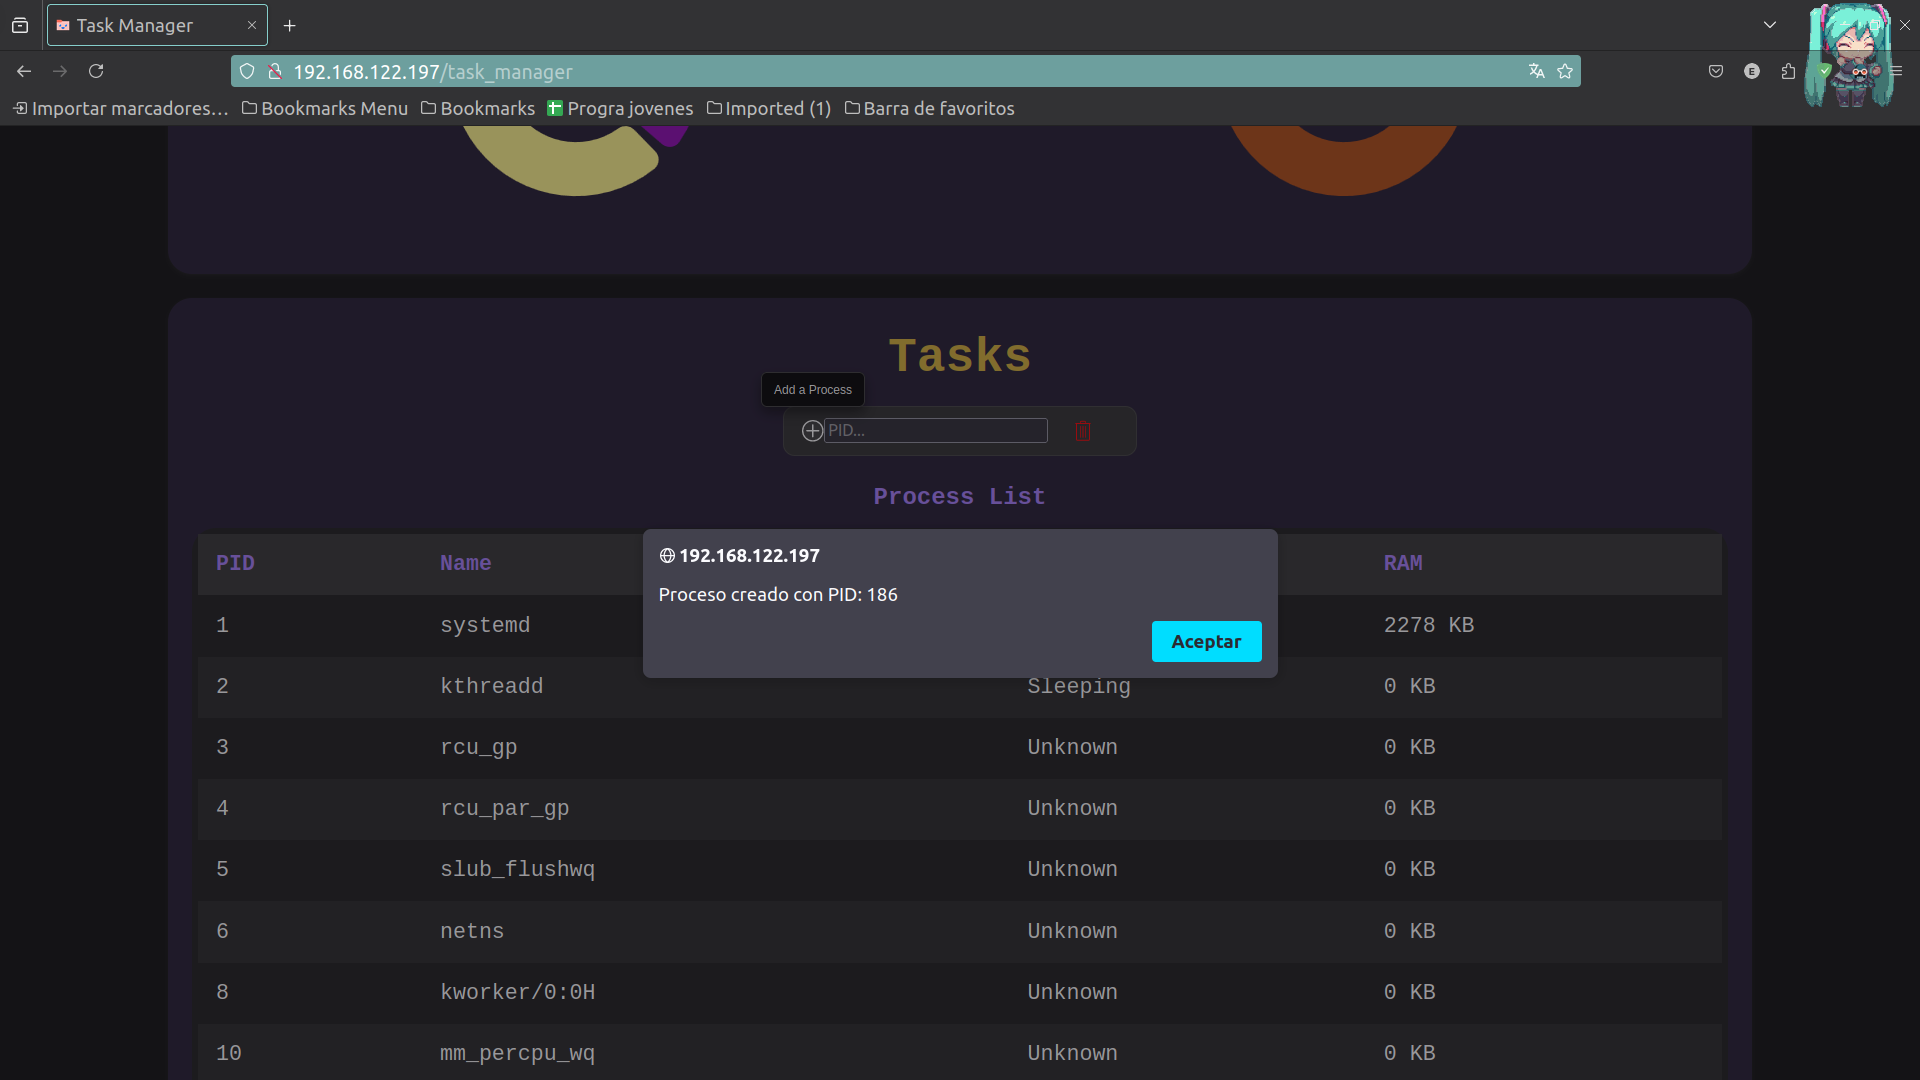 Task Manager
192.168.122.197/task_manager
E
Importar marcadores… Bookmarks Menu Bookmarks Progra jovenes Imported (1) Barra de favoritos
Tasks
Add a Process
PID...
Process List
PID Name RAM
192.168.122.197
Proceso creado con PID: 186
Aceptar
1 systemd 2278 KB
2 kthreadd Sleeping 0 KB
3 rcu_gp Unknown 0 KB
4 rcu_par_gp Unknown 0 KB
5 slub_flushwq Unknown 0 KB
6 netns Unknown 0 KB
8 kworker/0:0H Unknown 0 KB
10 mm_percpu_wq Unknown 0 KB